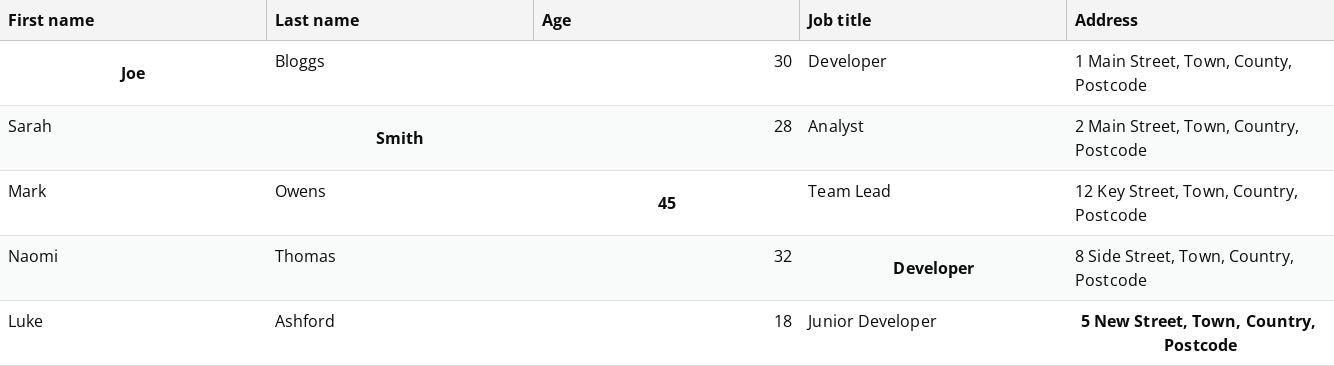 First name Last name Age Job title Address
Joe Bloggs 30 Developer 1 Main Street, Town, County,
Postcode
Sarah Smith 28 Analyst 2 Main Street, Town, Country,
Postcode
Mark Owens 45 Team Lead 12 Key Street, Town, Country,
Postcode
Naomi Thomas 32 Developer 8 Side Street, Town, Country,
Postcode
Luke Ashford 18 Junior Developer 5 New Street, Town, Country,
Postcode